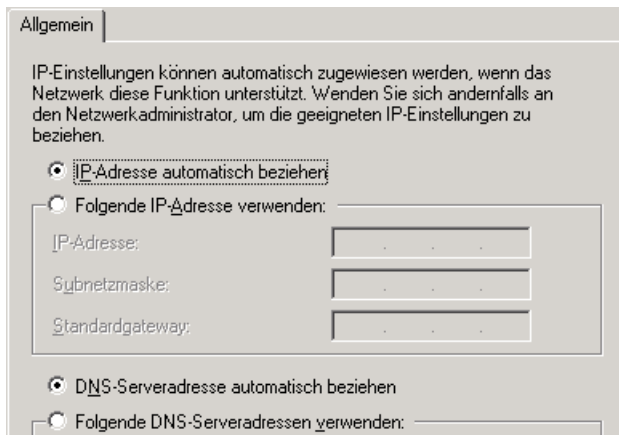 Allgemein
IP-Einstellungen können automatisch zugewiesen werden, wenn das
Netzwerk diese Funktion unterstützt. Wenden Sie sich andernfalls an
den Netzwerkadministrator, um die geeigneten IP-Einstellungen zu
beziehen.
IP-Adresse automatisch beziehen
Folgende IP-Adresse verwenden:
IP-Adresse:
Subnetzmaske:
Standardgateway:
DNS-Serveradresse automatisch beziehen
Folgende DNS-Serveradressen verwenden: